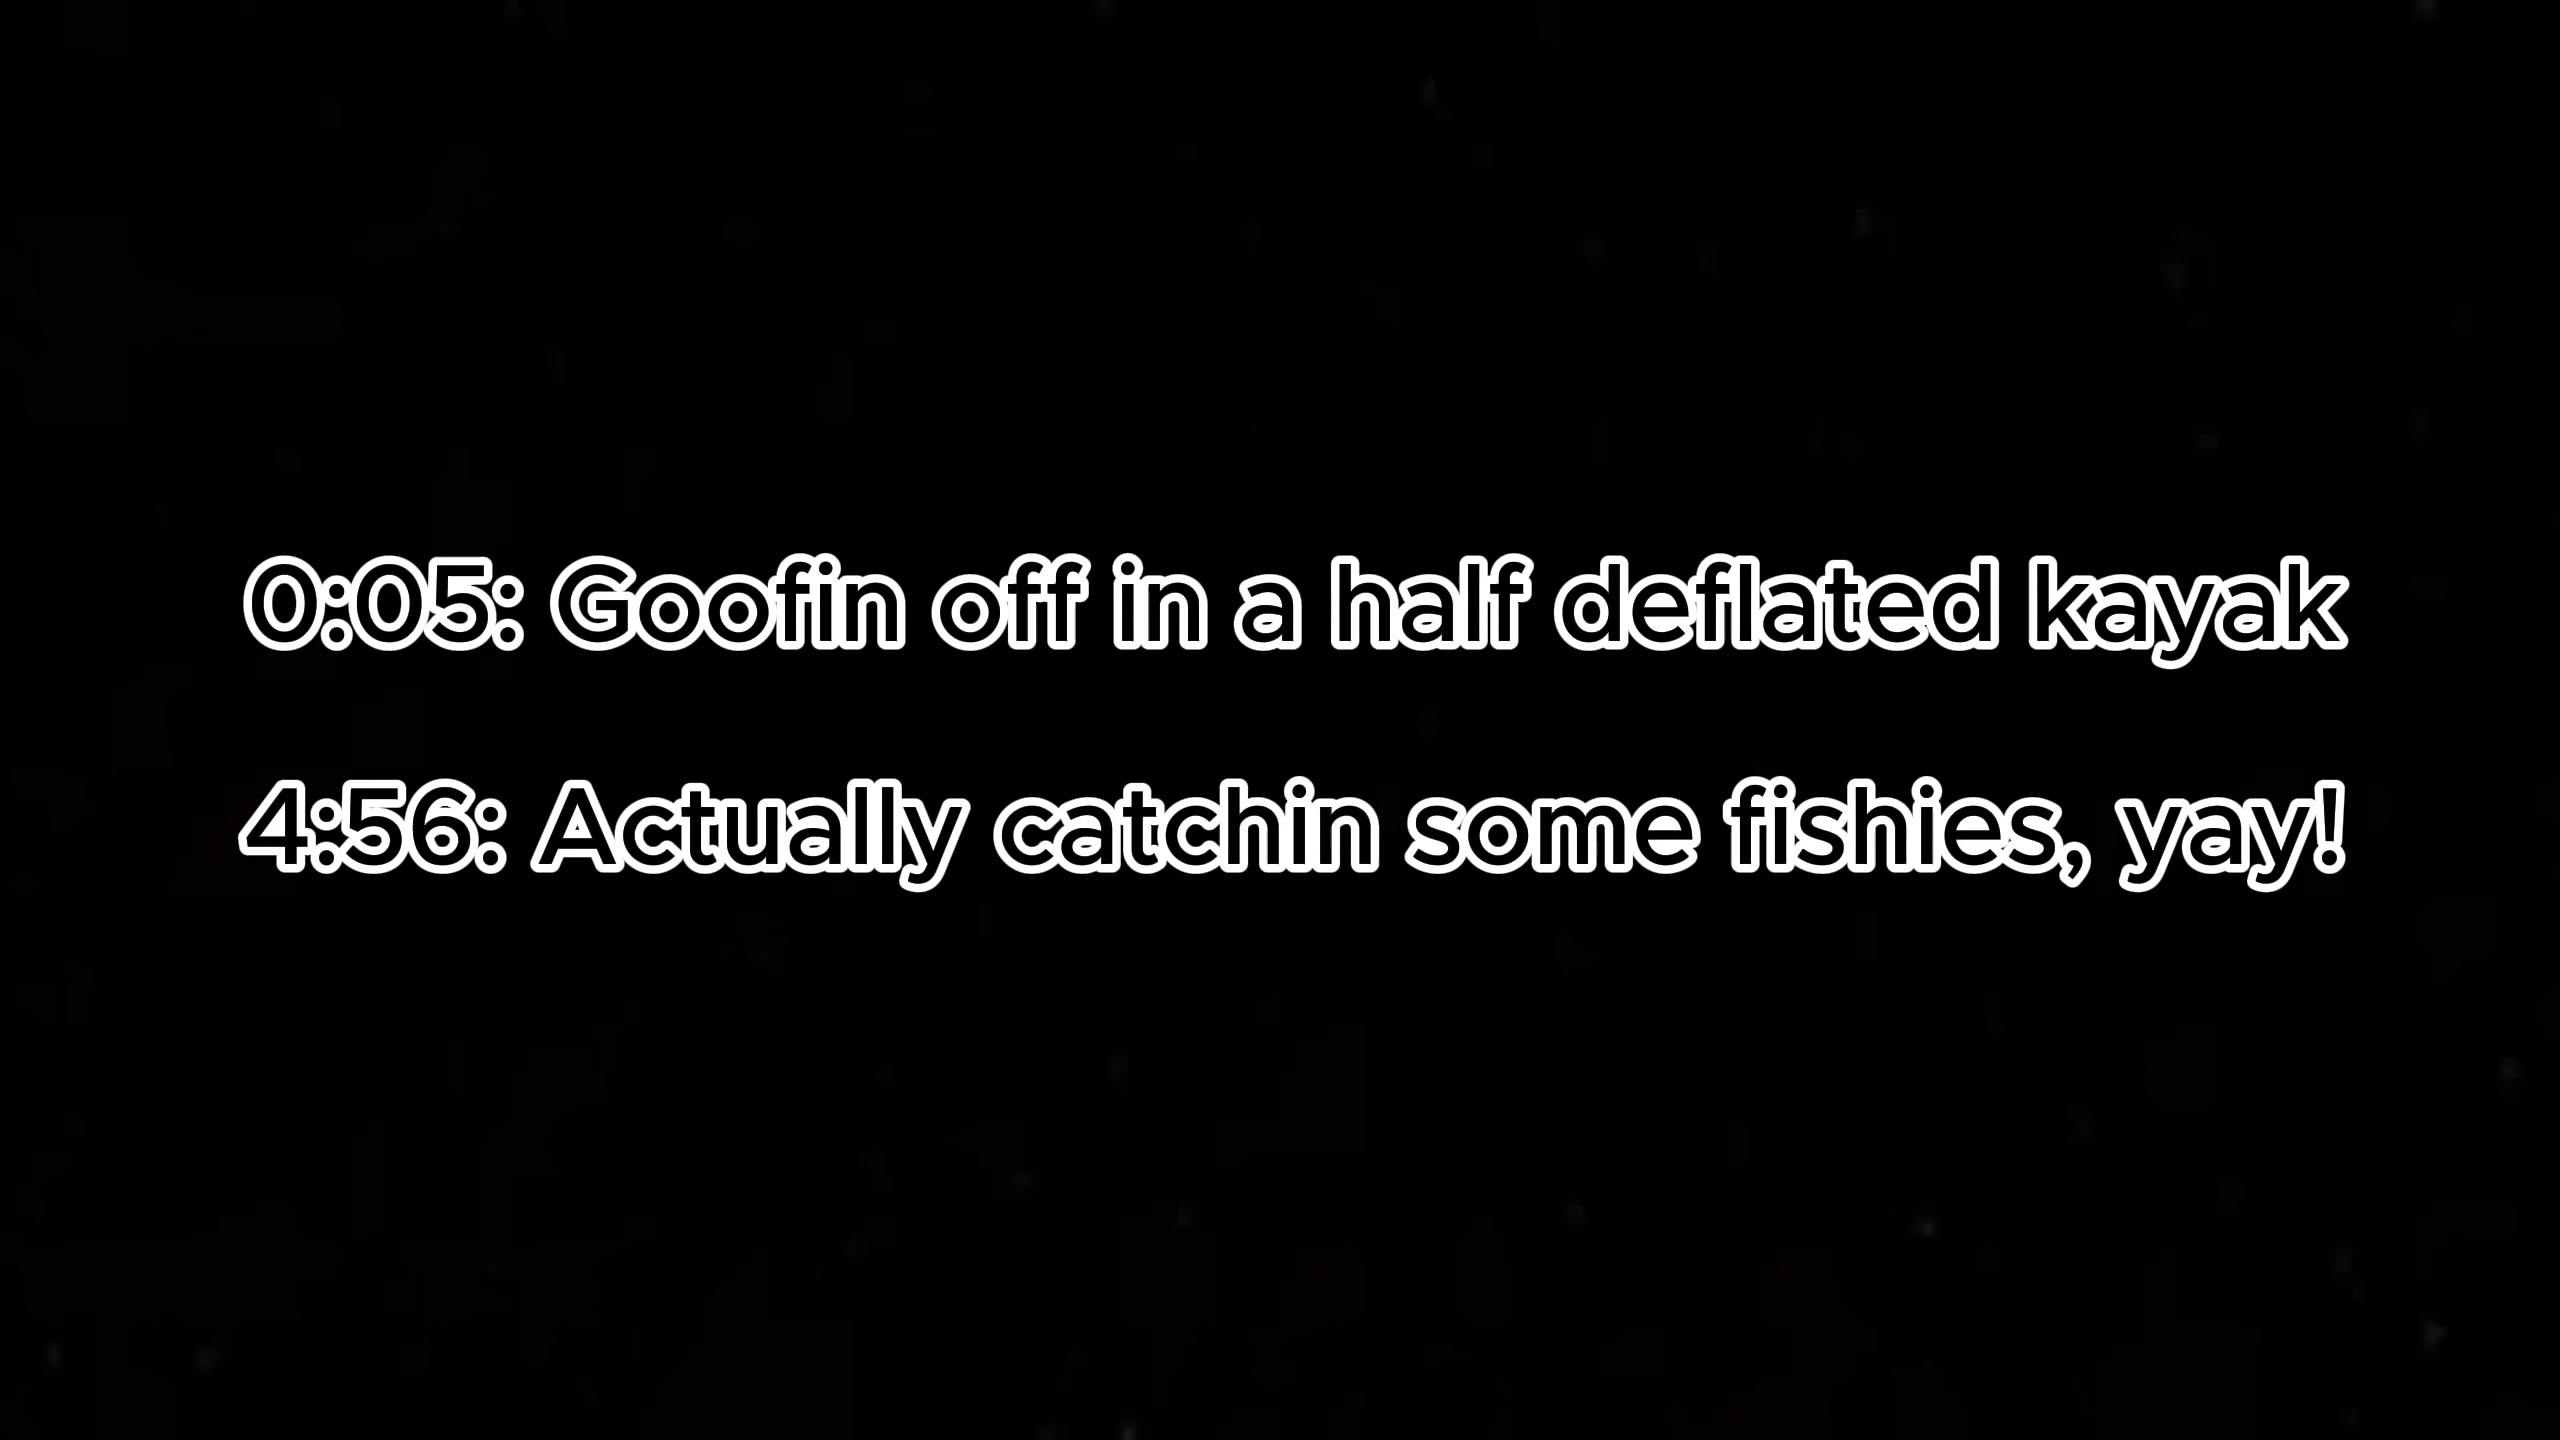 0:05: Goofin off in a half deflated kayak
4:56: Actually catchin some fishies, yay!